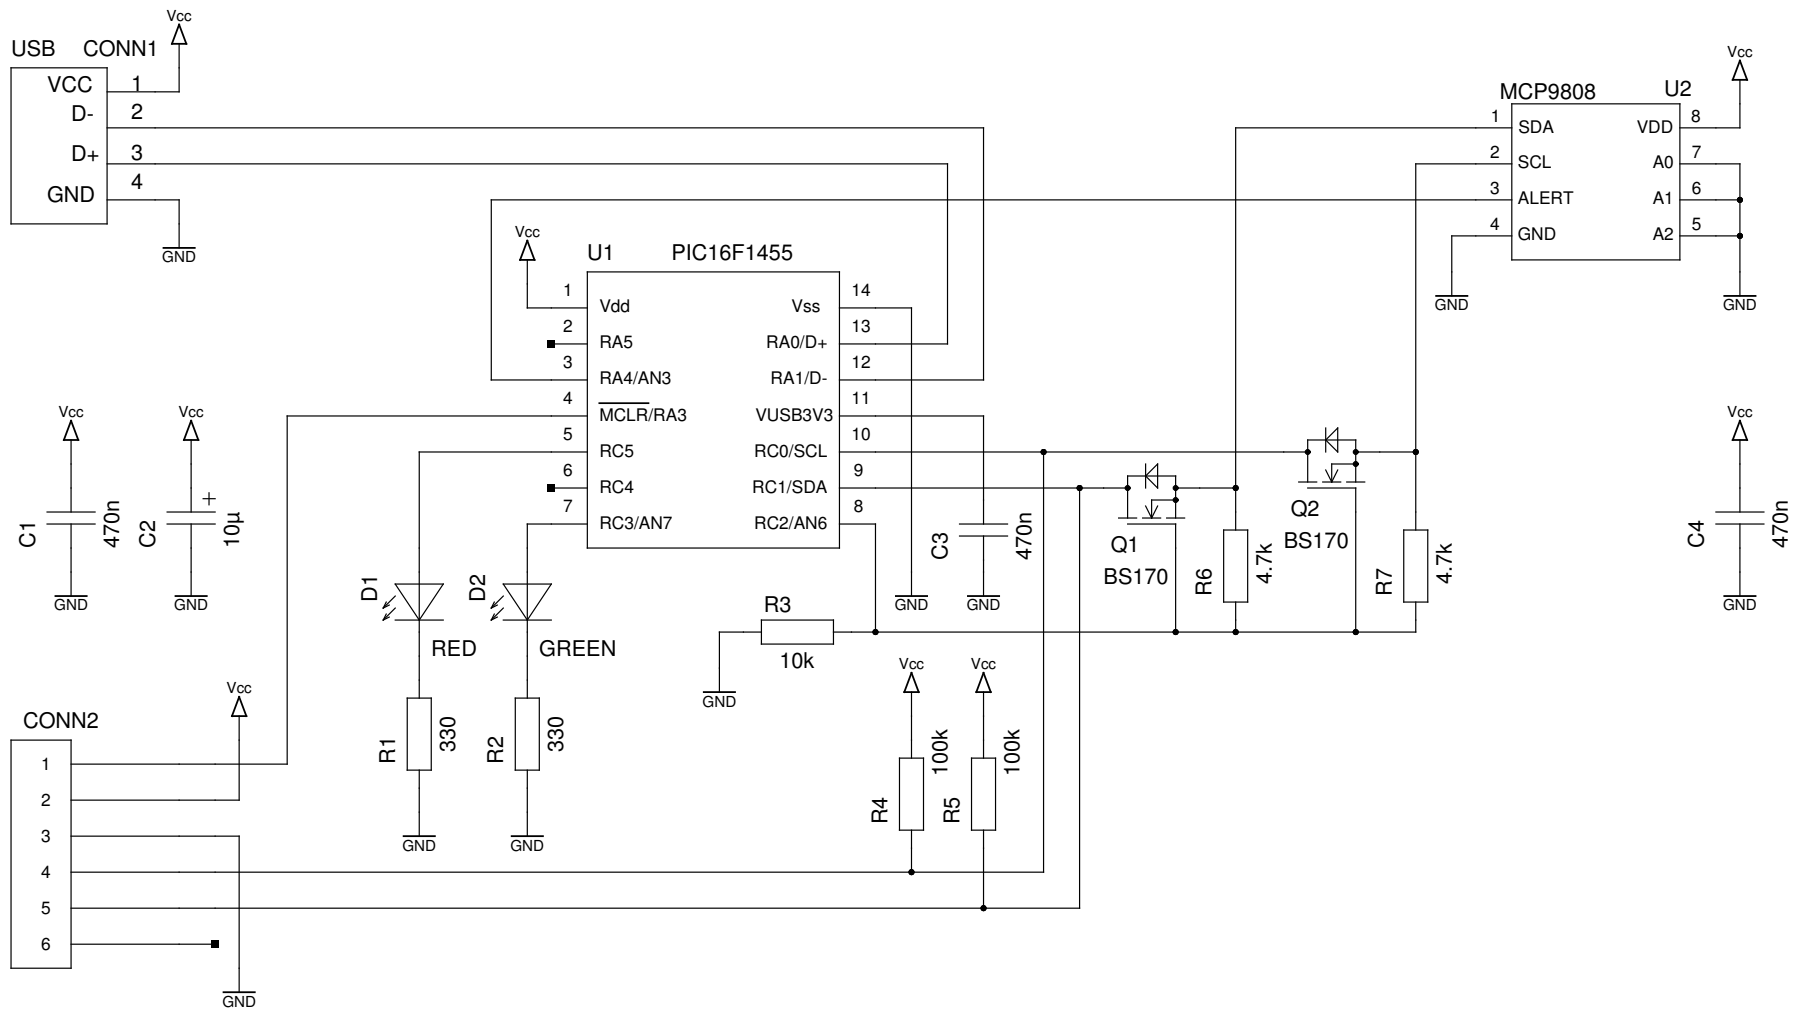 Vcc
USB CONN1
VCC 1
D- 2
D+ 3
GND 4
GND
Vcc
MCP9808 U2
1 SDA VDD 8
2 SCL A0 7
3 ALERT A1 6
4 GND A2 5
GND
GND
Vcc
U1 PIC16F1455
1 Vdd Vss 14
2 RA5 RA0/D+ 13
3 RA4/AN3 RA1/D- 12
4 MCLR/RA3 VUSB3V3 11
5 RC5 RC0/SCL 10
6 RC4 RC1/SDA 9
7 RC3/AN7 RC2/AN6 8
Vcc
C1
470n
GND
Vcc
+
C2
10µ
GND
D1
RED
R1
330
GND
D2
GREEN
R2
330
GND
C3
470n
GND
GND
R3
10k
GND
Vcc
R4
100k
Vcc
R5
100k
Q1
BS170
R6
4.7k
Q2
BS170
R7
4.7k
Vcc
C4
470n
GND
Vcc
CONN2
1
2
3
4
5
6
GND